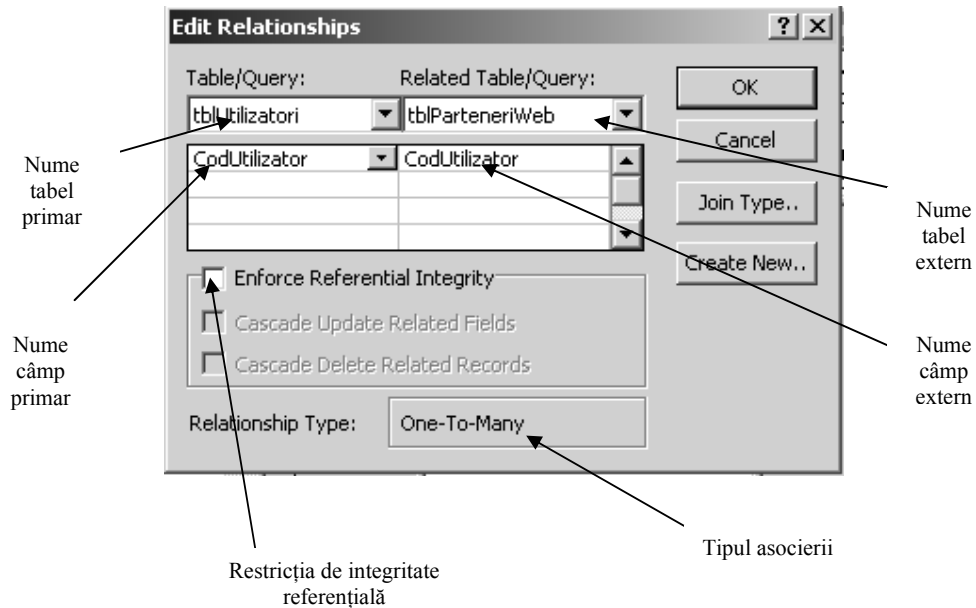 Edit Relationships
Table/Query: Related Table/Query:
tblUtilizatori tblParteneriWeb
CodUtilizator CodUtilizator
OK
Cancel
Join Type..
Create New..
Enforce Referential Integrity
Cascade Update Related Fields
Cascade Delete Related Records
Relationship Type: One-To-Many
Nume
tabel
primar
Nume
câmp
primar
Nume
tabel
extern
Nume
câmp
extern
Restricția de integritate
referențială
Tipul asocierii